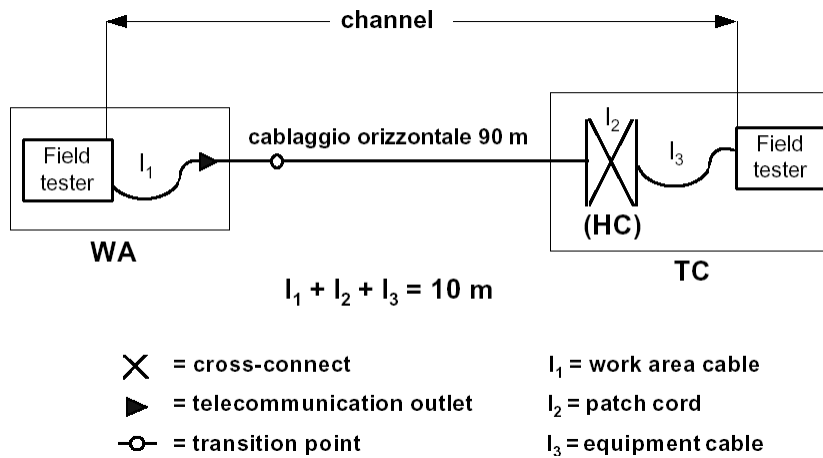 channel
Field
tester
l₁
WA
cablaggio orizzontale 90 m
l₂
(HC)
l₃
Field
tester
TC
l₁ + l₂ + l₃ = 10 m
= cross-connect
= telecommunication outlet
= transition point
l₁ = work area cable
l₂ = patch cord
l₃ = equipment cable